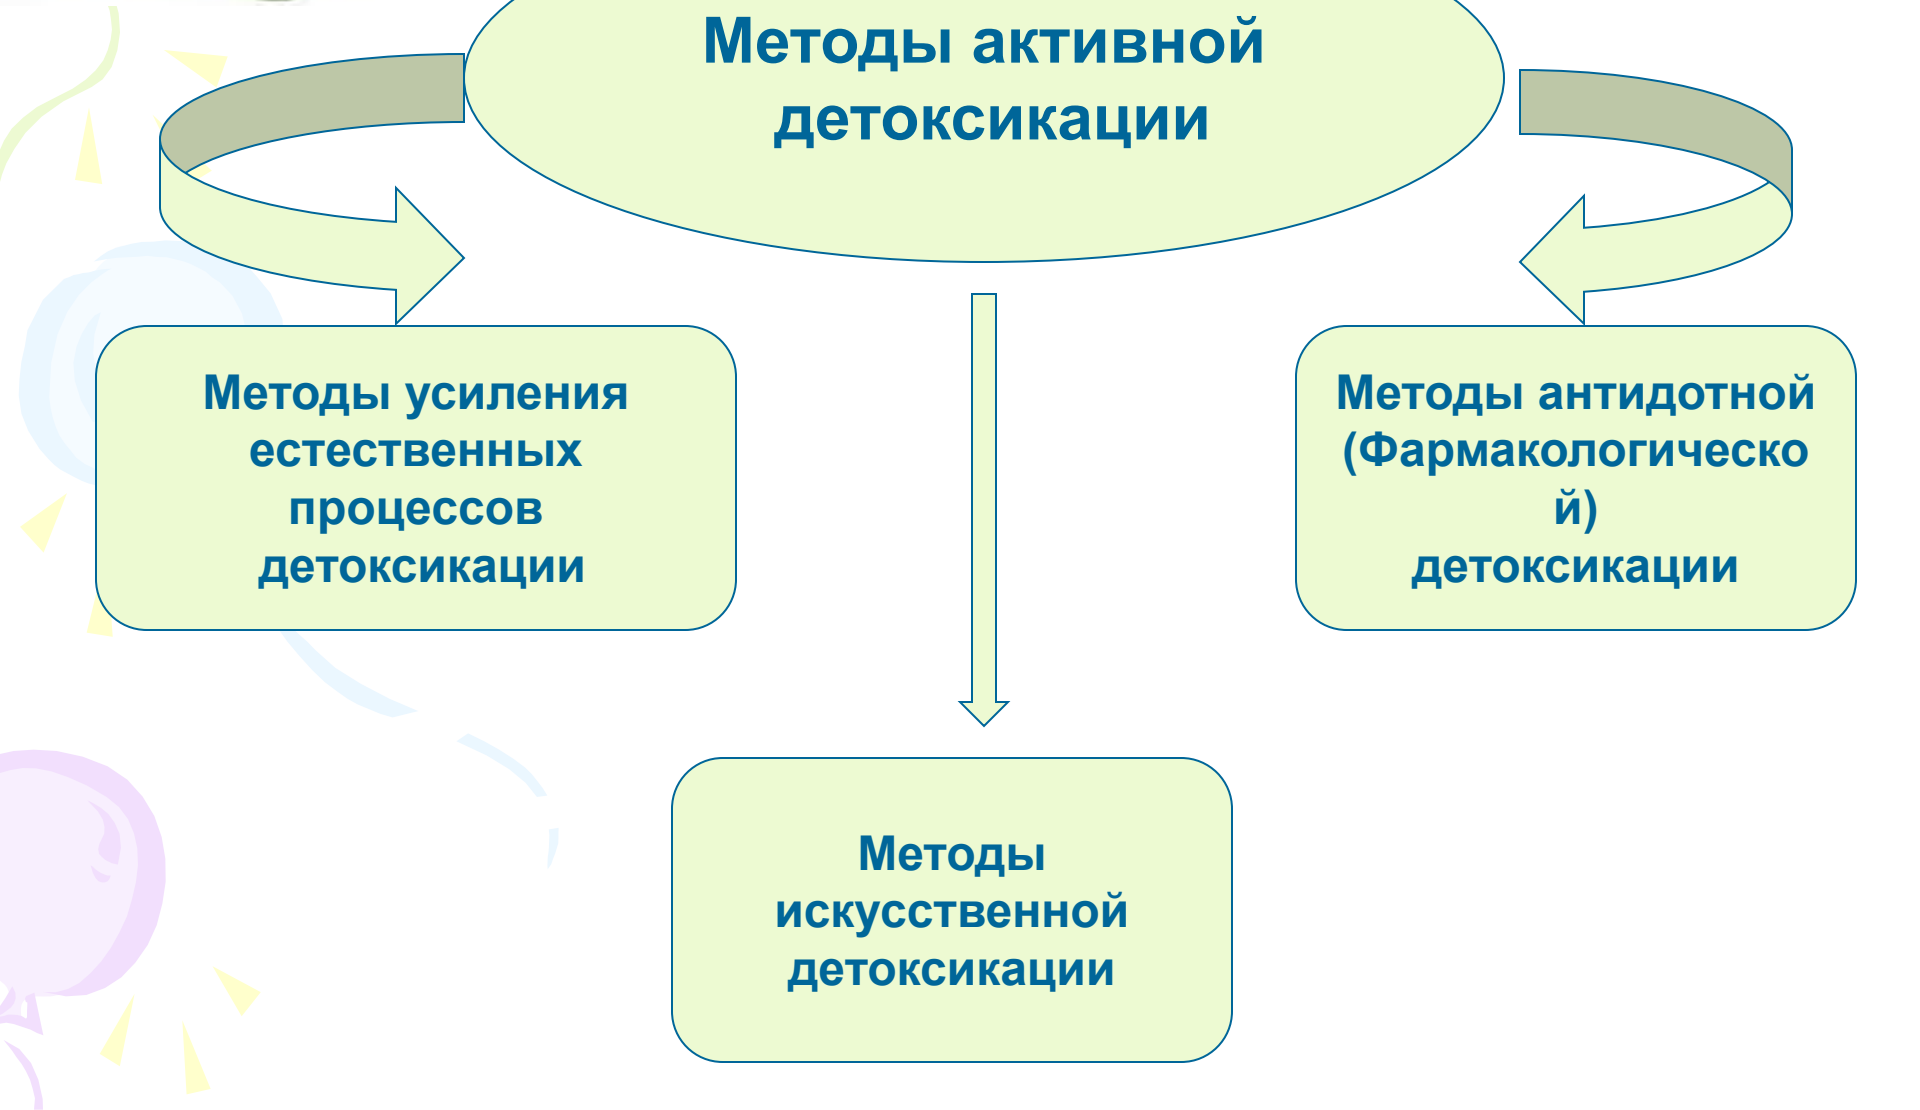 Методы активной
детоксикации
Методы усиления
естественных
процессов
детоксикации
Методы антидотной
(Фармакологическо
й)
детоксикации
Методы
искусственной
детоксикации